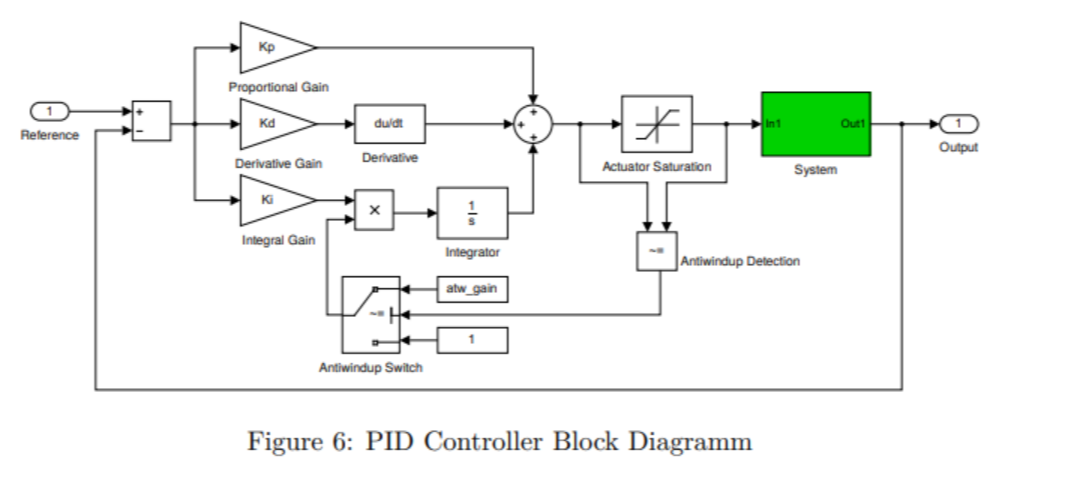 Kp
Proportional Gain
1
Reference
+
−
Kd
Derivative Gain
du/dt
Derivative
+
+
+
Actuator Saturation
In1
Out1
System
1
Output
Ki
Integral Gain
×
1
s
Integrator
~=
Antiwindup Detection
atw_gain
~=
1
Antiwindup Switch
Figure 6: PID Controller Block Diagramm